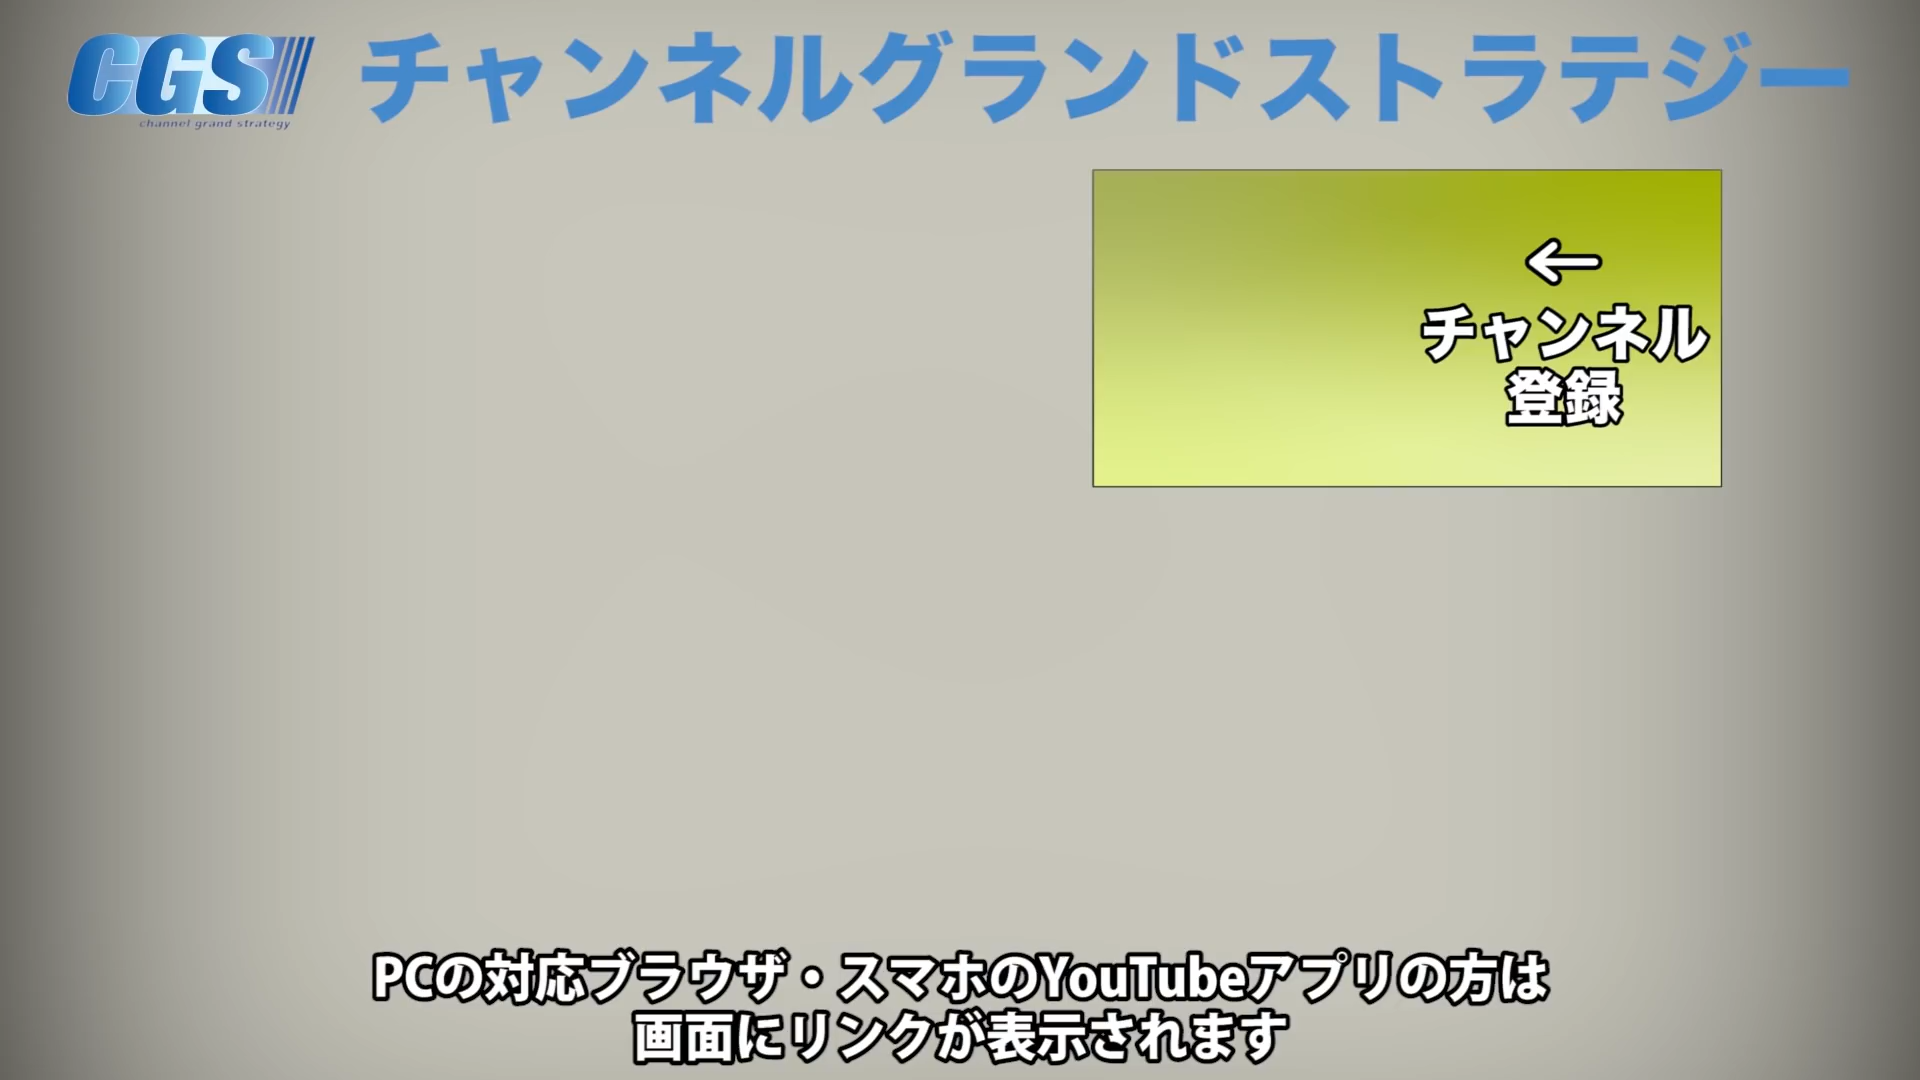 CGS
channel grand strategy
チャンネルグランドストラテジー
←
チャンネル
登録
PCの対応ブラウザ・スマホのYouTubeアプリの方は
画面にリンクが表示されます